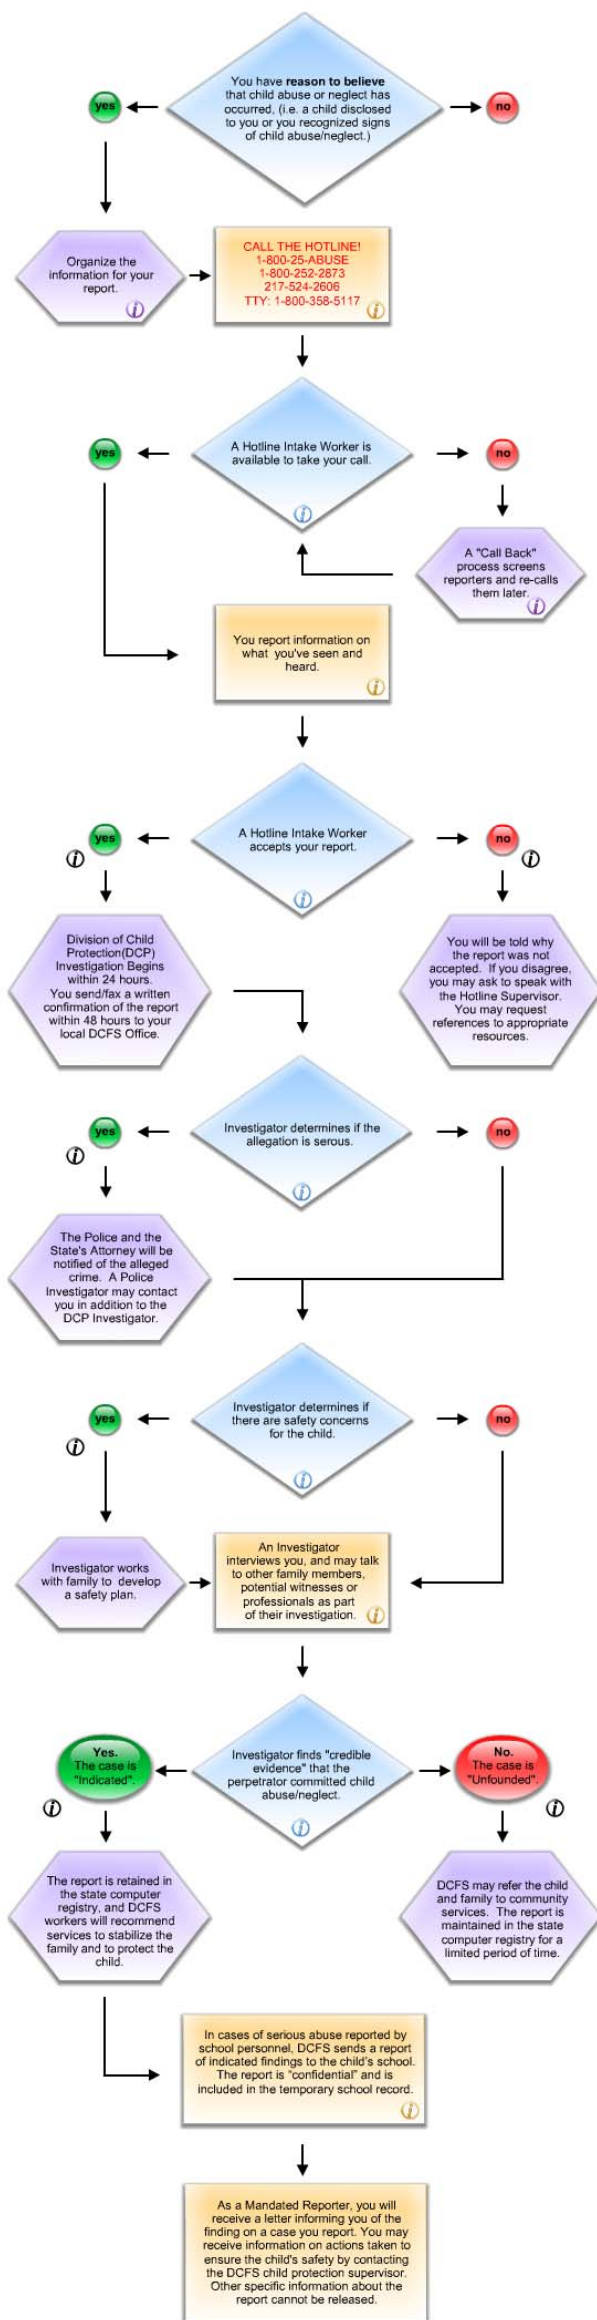 You have reason to believe
that child abuse or neglect has
occurred, (i.e. a child disclosed
to you or you recognized signs
of child abuse/neglect.)
yes
no
Organize the
information for your
report.
CALL THE HOTLINE!
1-800-25-ABUSE
1-800-252-2873
217-524-2606
TTY: 1-800-358-5117
A Hotline Intake Worker is
available to take your call.
yes
no
A "Call Back"
process screens
reporters and re-calls
them later.
You report information on
what you've seen and
heard.
A Hotline Intake Worker
accepts your report.
yes
no
Division of Child
Protection(DCP)
Investigation Begins
within 24 hours.
You send/fax a written
confirmation of the report
within 48 hours to your
local DCFS Office.
You will be told why
the report was not
accepted. If you disagree,
you may ask to speak with
the Hotline Supervisor.
You may request
references to appropriate
resources.
Investigator determines if the
allegation is serous.
yes
no
The Police and the
State's Attorney will be
notified of the alleged
crime. A Police
Investigator may contact
you in addition to the
DCP Investigator.
Investigator determines if
there are safety concerns
for the child.
yes
no
Investigator works
with family to develop
a safety plan.
An Investigator
interviews you, and may talk
to other family members,
potential witnesses or
professionals as part
of their investigation.
Investigator finds "credible
evidence" that the
perpetrator committed child
abuse/neglect.
Yes.
The case is
"Indicated".
No.
The case is
"Unfounded".
The report is retained in
the state computer
registry, and DCFS
workers will recommend
services to stabilize the
family and to protect the
child.
DCFS may refer the child
and family to community
services. The report is
maintained in the state
computer registry for a
limited period of time.
In cases of serious abuse reported by
school personnel, DCFS sends a report
of indicated findings to the child's school.
The report is "confidential" and is
included in the temporary school record.
As a Mandated Reporter, you will
receive a letter informing you of the
finding on a case you report. You may
receive information on actions taken to
ensure the child's safety by contacting
the DCFS child protection supervisor.
Other specific information about the
report cannot be released.